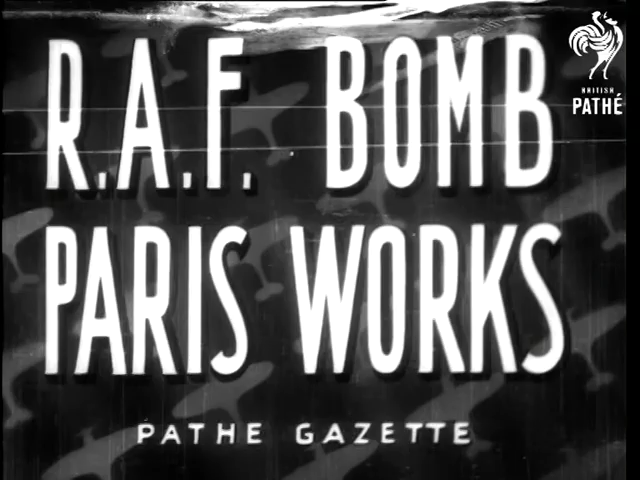 R.A.F. BOMB
BRITISH
PATHÉ
PARIS WORKS
PATHE GAZETTE